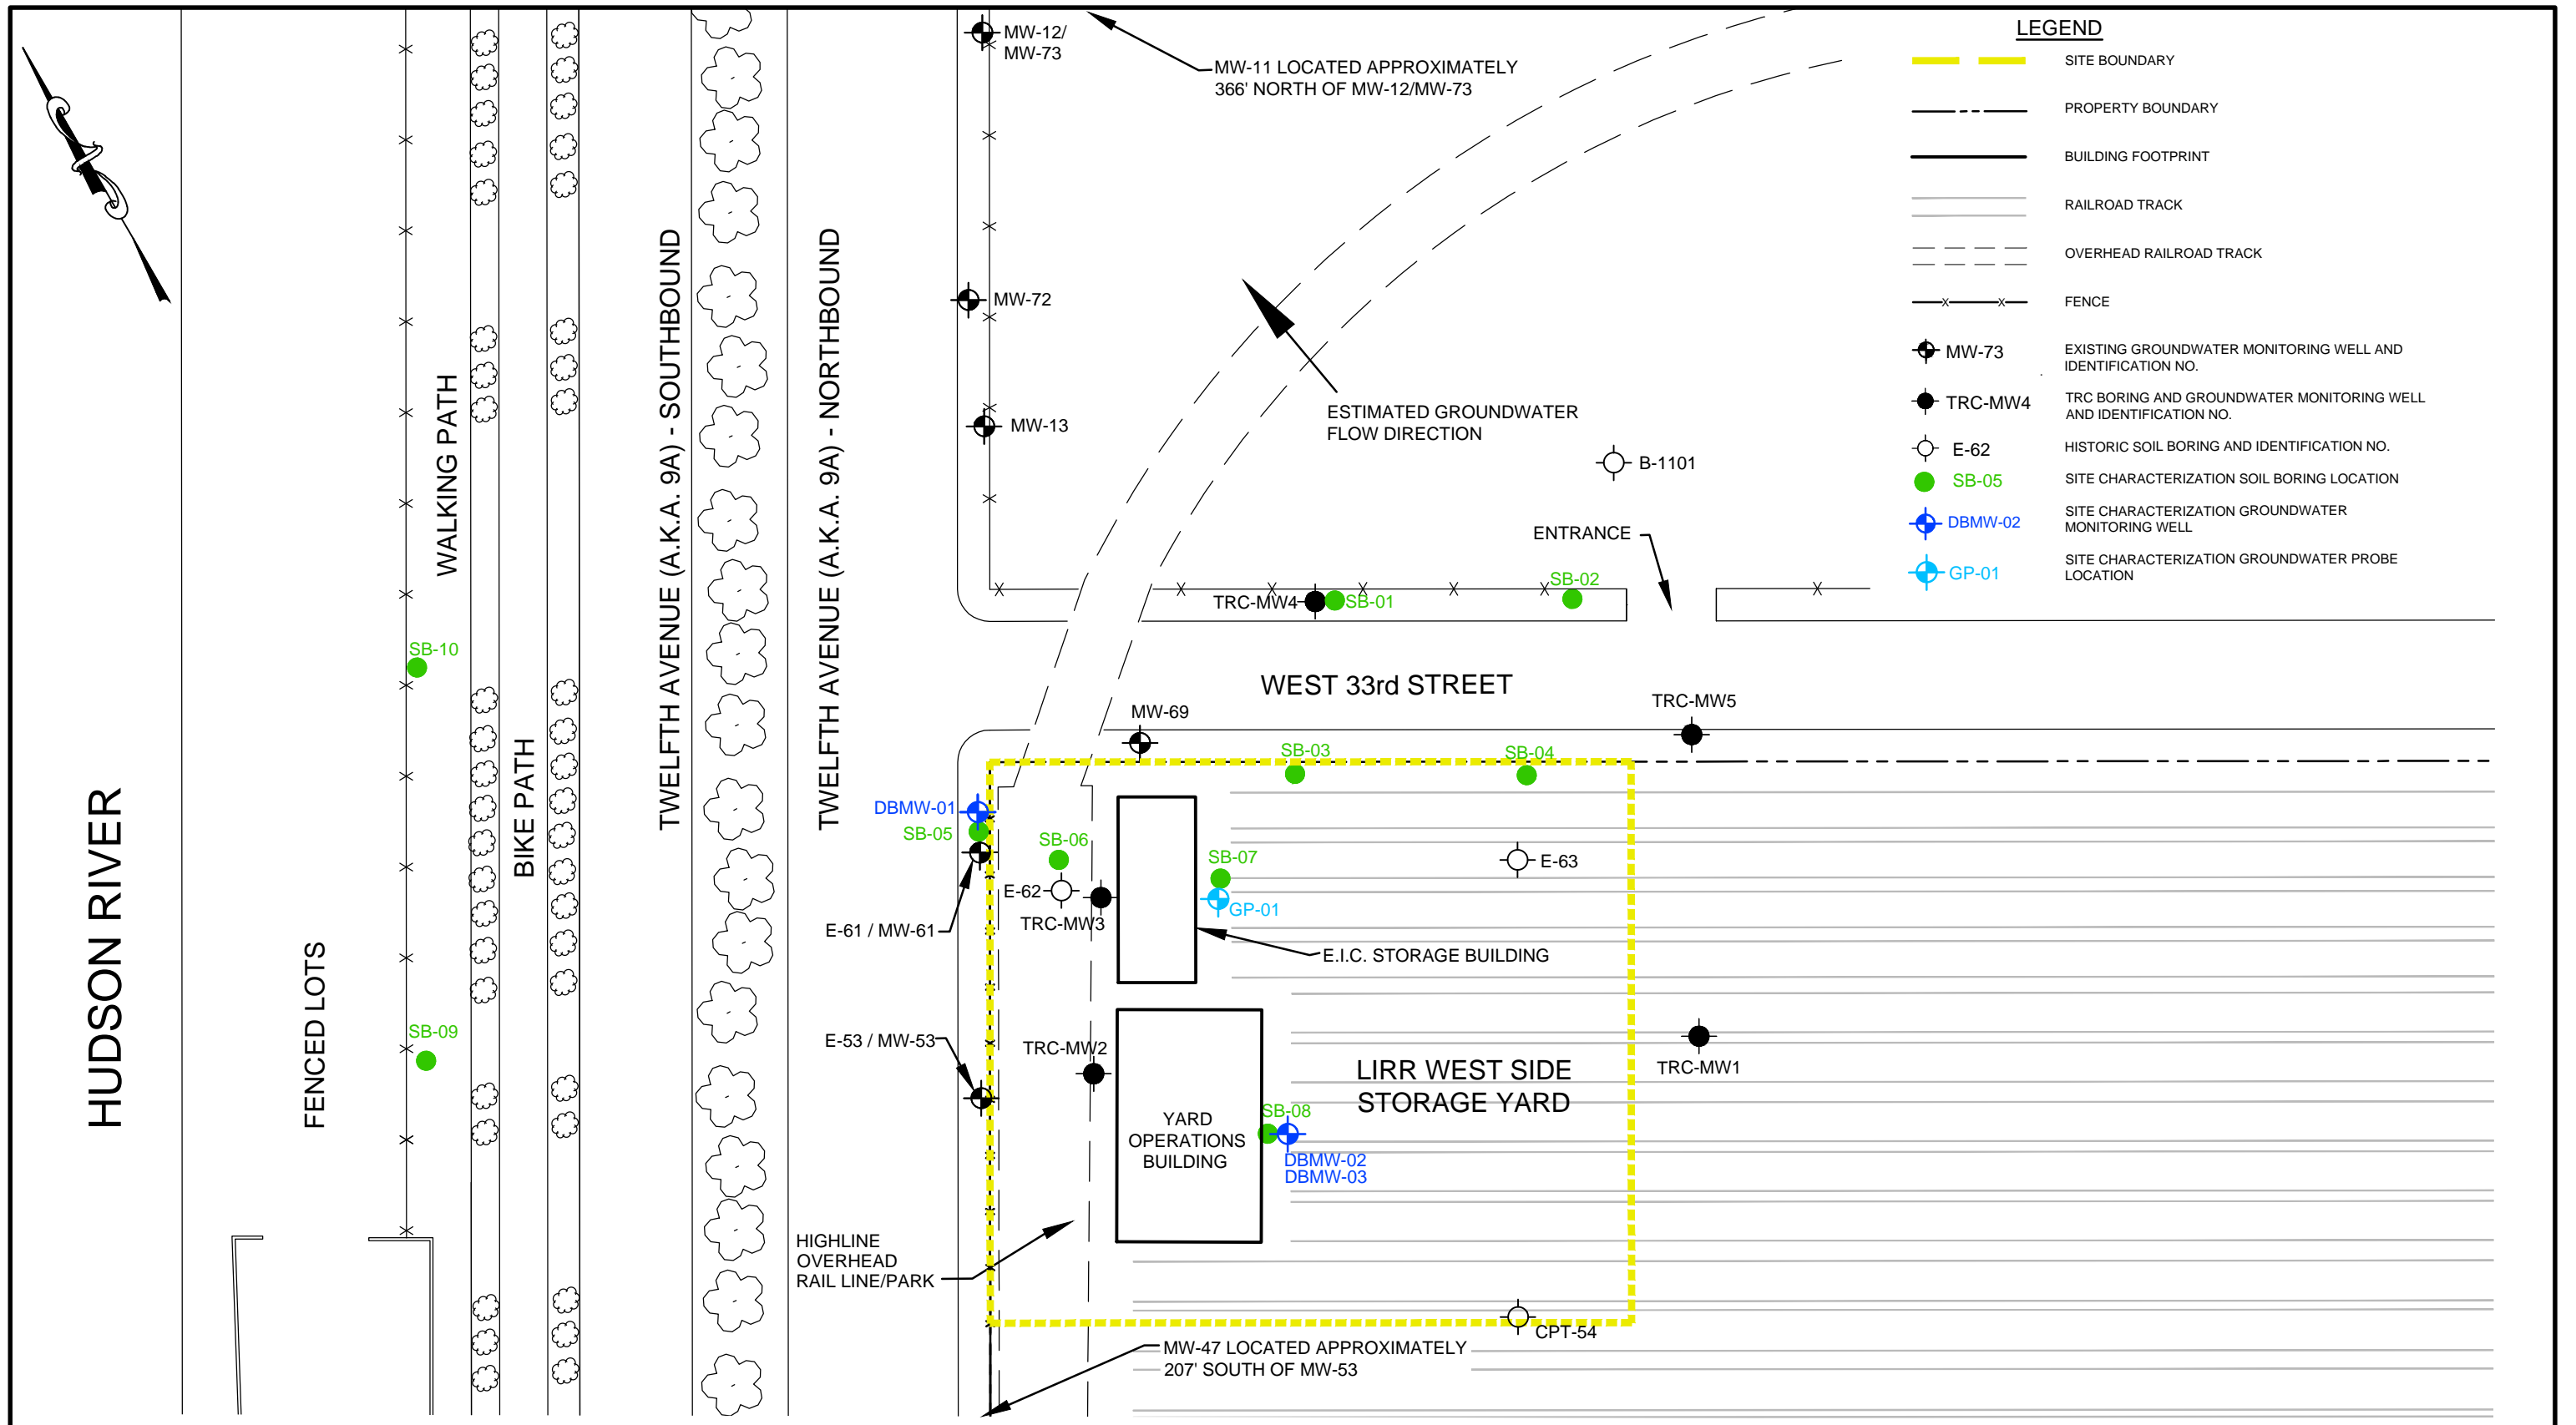 MW-12/
MW-73
MW-11 LOCATED APPROXIMATELY
366' NORTH OF MW-12/MW-73
LEGEND
SITE BOUNDARY
PROPERTY BOUNDARY
BUILDING FOOTPRINT
RAILROAD TRACK
OVERHEAD RAILROAD TRACK
FENCE
MW-73
EXISTING GROUNDWATER MONITORING WELL AND
IDENTIFICATION NO.
TRC-MW4
TRC BORING AND GROUNDWATER MONITORING WELL
AND IDENTIFICATION NO.
E-62
HISTORIC SOIL BORING AND IDENTIFICATION NO.
SB-05
SITE CHARACTERIZATION SOIL BORING LOCATION
DBMW-02
SITE CHARACTERIZATION GROUNDWATER
MONITORING WELL
GP-01
SITE CHARACTERIZATION GROUNDWATER PROBE
LOCATION
MW-72
MW-13
ESTIMATED GROUNDWATER
FLOW DIRECTION
B-1101
ENTRANCE
WALKING PATH
TWELFTH AVENUE (A.K.A. 9A) - SOUTHBOUND
TWELFTH AVENUE (A.K.A. 9A) - NORTHBOUND
SB-02
TRC-MW4
SB-01
SB-10
WEST 33rd STREET
MW-69
TRC-MW5
SB-03
SB-04
HUDSON RIVER
BIKE PATH
FENCED LOTS
DBMW-01
SB-05
SB-06
SB-07
E-63
E-62
GP-01
TRC-MW3
E-61 / MW-61
E.I.C. STORAGE BUILDING
SB-09
E-53 / MW-53
TRC-MW2
LIRR WEST SIDE
STORAGE YARD
TRC-MW1
YARD
OPERATIONS
BUILDING
SB-08
DBMW-02
DBMW-03
HIGHLINE
OVERHEAD
RAIL LINE/PARK
CPT-54
MW-47 LOCATED APPROXIMATELY
207' SOUTH OF MW-53